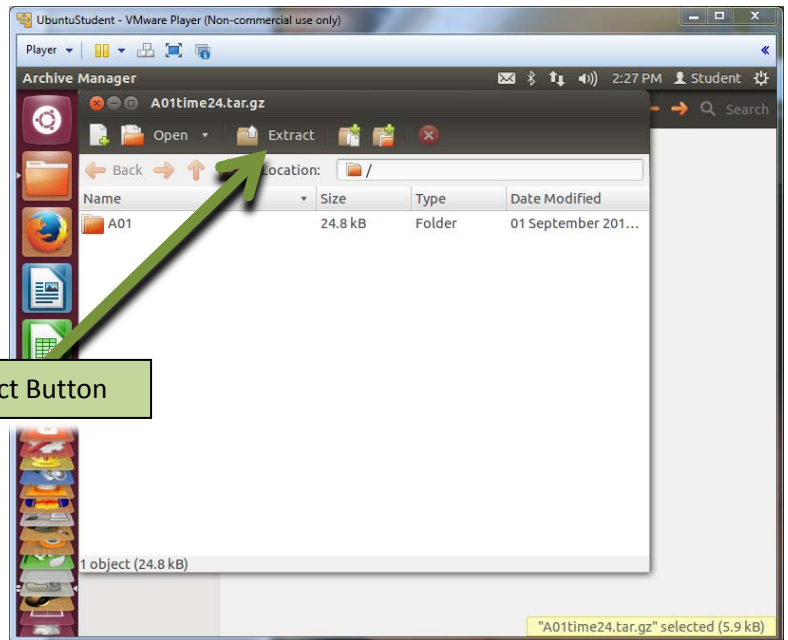 UbuntuStudent - VMware Player (Non-commercial use only)
Player
Archive Manager 2:27 PM Student
A01time24.tar.gz
Open Extract Search
Back Location: /
Name Size Type Date Modified
A01 24.8 kB Folder 01 September 201...
ct Button
1 object (24.8 kB)
"A01time24.tar.gz" selected (5.9 kB)